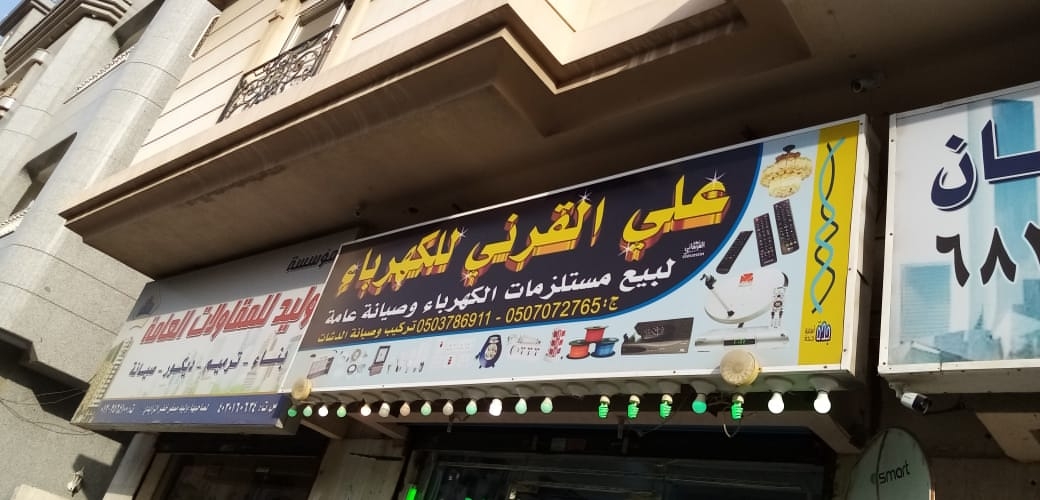 علي القرني للكهرباء
لبيع مستلزمات الكهرباء وصيانة عامة
ج: 0507072765 - 0503786911 تركيب وصيانة الدشات
مؤسسة
وليد للمقاولات العامة
بناء - ترميم - ديكور - صيانة
smart